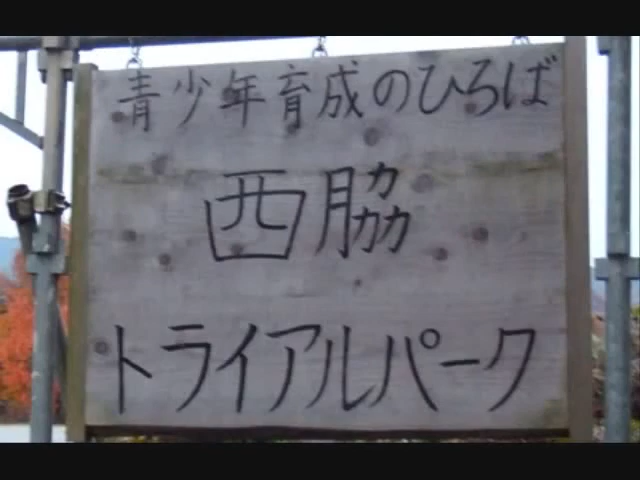 青少年育成のひろば
西脇
トライアルパーク